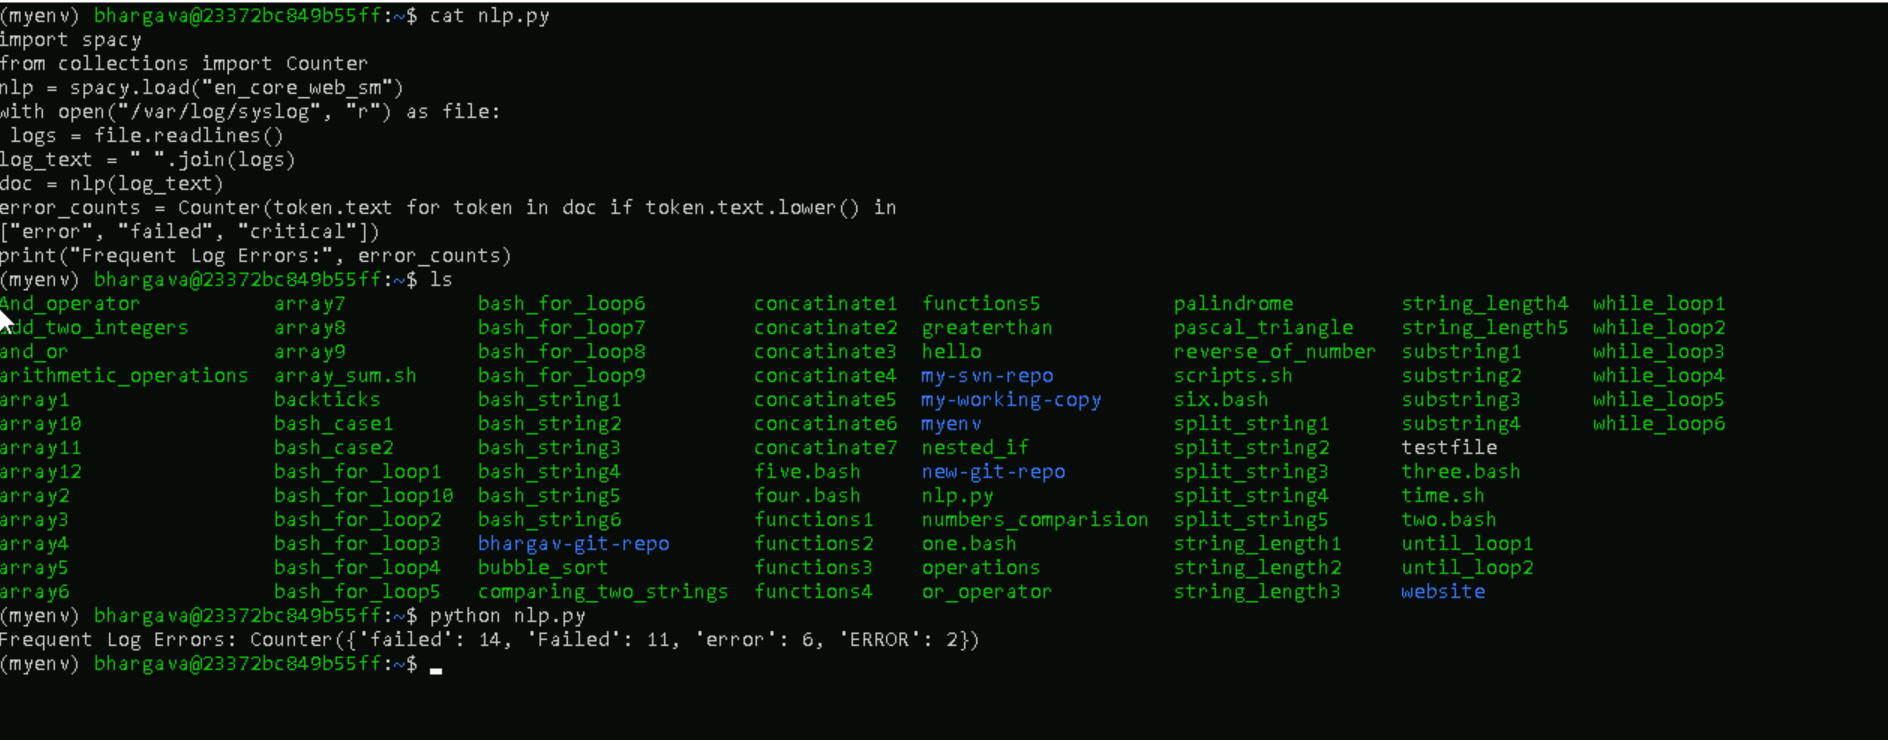 (myenv) bhargava@23372bc849b55ff:~$ cat nlp.py
import spacy
from collections import Counter
nlp = spacy.load("en_core_web_sm")
with open("/var/log/syslog", "r") as file:
 logs = file.readlines()
log_text = " ".join(logs)
doc = nlp(log_text)
error_counts = Counter(token.text for token in doc if token.text.lower() in
["error", "failed", "critical"])
print("Frequent Log Errors:", error_counts)
(myenv) bhargava@23372bc849b55ff:~$ ls
And_operator array7 bash_for_loop6 concatinate1 functions5 palindrome string_length4 while_loop1
add_two_integers array8 bash_for_loop7 concatinate2 greaterthan pascal_triangle string_length5 while_loop2
and_or array9 bash_for_loop8 concatinate3 hello reverse_of_number substring1 while_loop3
arithmetic_operations array_sum.sh bash_for_loop9 concatinate4 my-svn-repo scripts.sh substring2 while_loop4
array1 backticks bash_string1 concatinate5 my-working-copy six.bash substring3 while_loop5
array10 bash_case1 bash_string2 concatinate6 myenv split_string1 substring4 while_loop6
array11 bash_case2 bash_string3 concatinate7 nested_if split_string2 testfile
array12 bash_for_loop1 bash_string4 five.bash new-git-repo split_string3 three.bash
array2 bash_for_loop10 bash_string5 four.bash nlp.py split_string4 time.sh
array3 bash_for_loop2 bash_string6 functions1 numbers_comparision split_string5 two.bash
array4 bash_for_loop3 bhargav-git-repo functions2 one.bash string_length1 until_loop1
array5 bash_for_loop4 bubble_sort functions3 operations string_length2 until_loop2
array6 bash_for_loop5 comparing_two_strings functions4 or_operator string_length3 website
(myenv) bhargava@23372bc849b55ff:~$ python nlp.py
Frequent Log Errors: Counter({'failed': 14, 'Failed': 11, 'error': 6, 'ERROR': 2})
(myenv) bhargava@23372bc849b55ff:~$